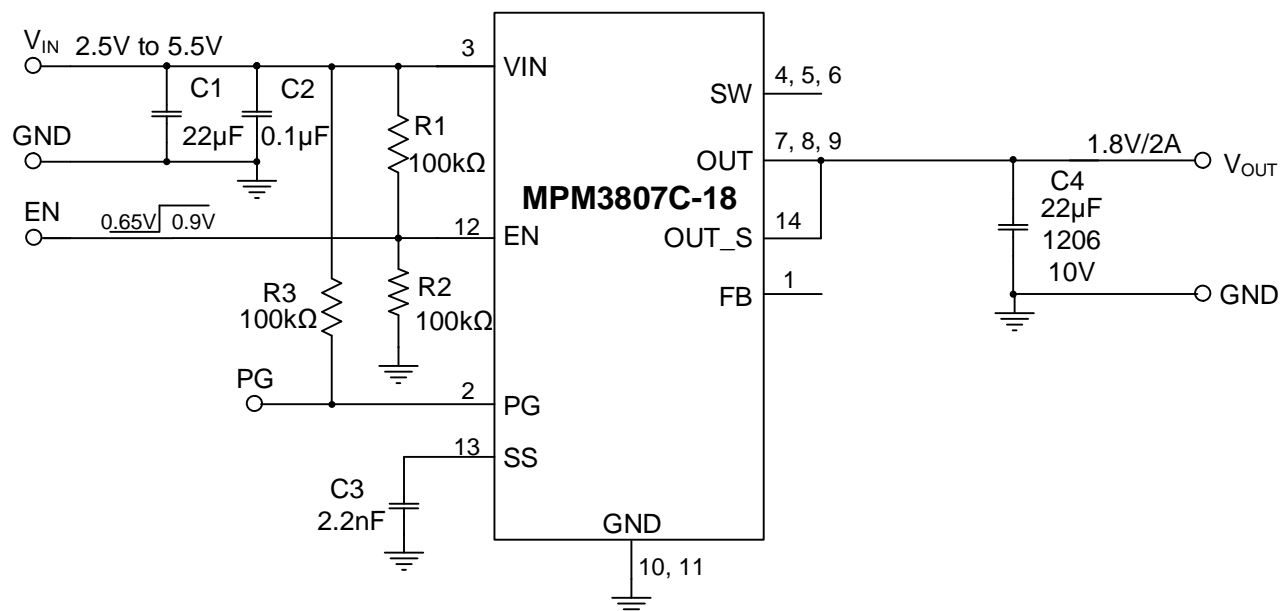 V_IN 2.5V to 5.5V
3
VIN
C1
22µF
C2
0.1µF
GND
R1
100kΩ
EN
0.65V 0.9V
12
EN
R3
100kΩ
R2
100kΩ
PG
2
PG
13
SS
C3
2.2nF
MPM3807C-18
GND
10, 11
SW
4, 5, 6
OUT
7, 8, 9
OUT_S
14
FB
1
1.8V/2A
V_OUT
C4
22µF
1206
10V
GND